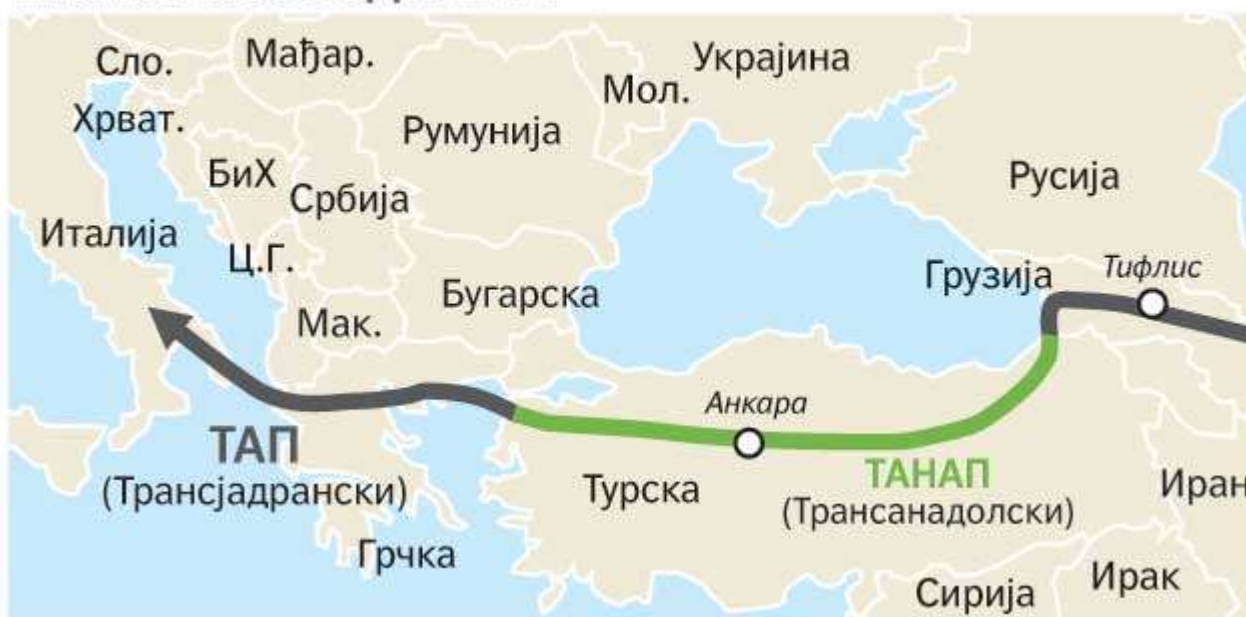 Сло.
Мађар.
Украјина
Мол.
Хрват.
Румунија
БиХ
Србија
Русија
Италија
Ц.Г.
Грузија
Тифлис
Бугарска
Мак.
Анкара
ТАП
(Трансјадрански)
Турска
ТАНАП
(Трансанадолски)
Иран
Грчка
Сирија
Ирак